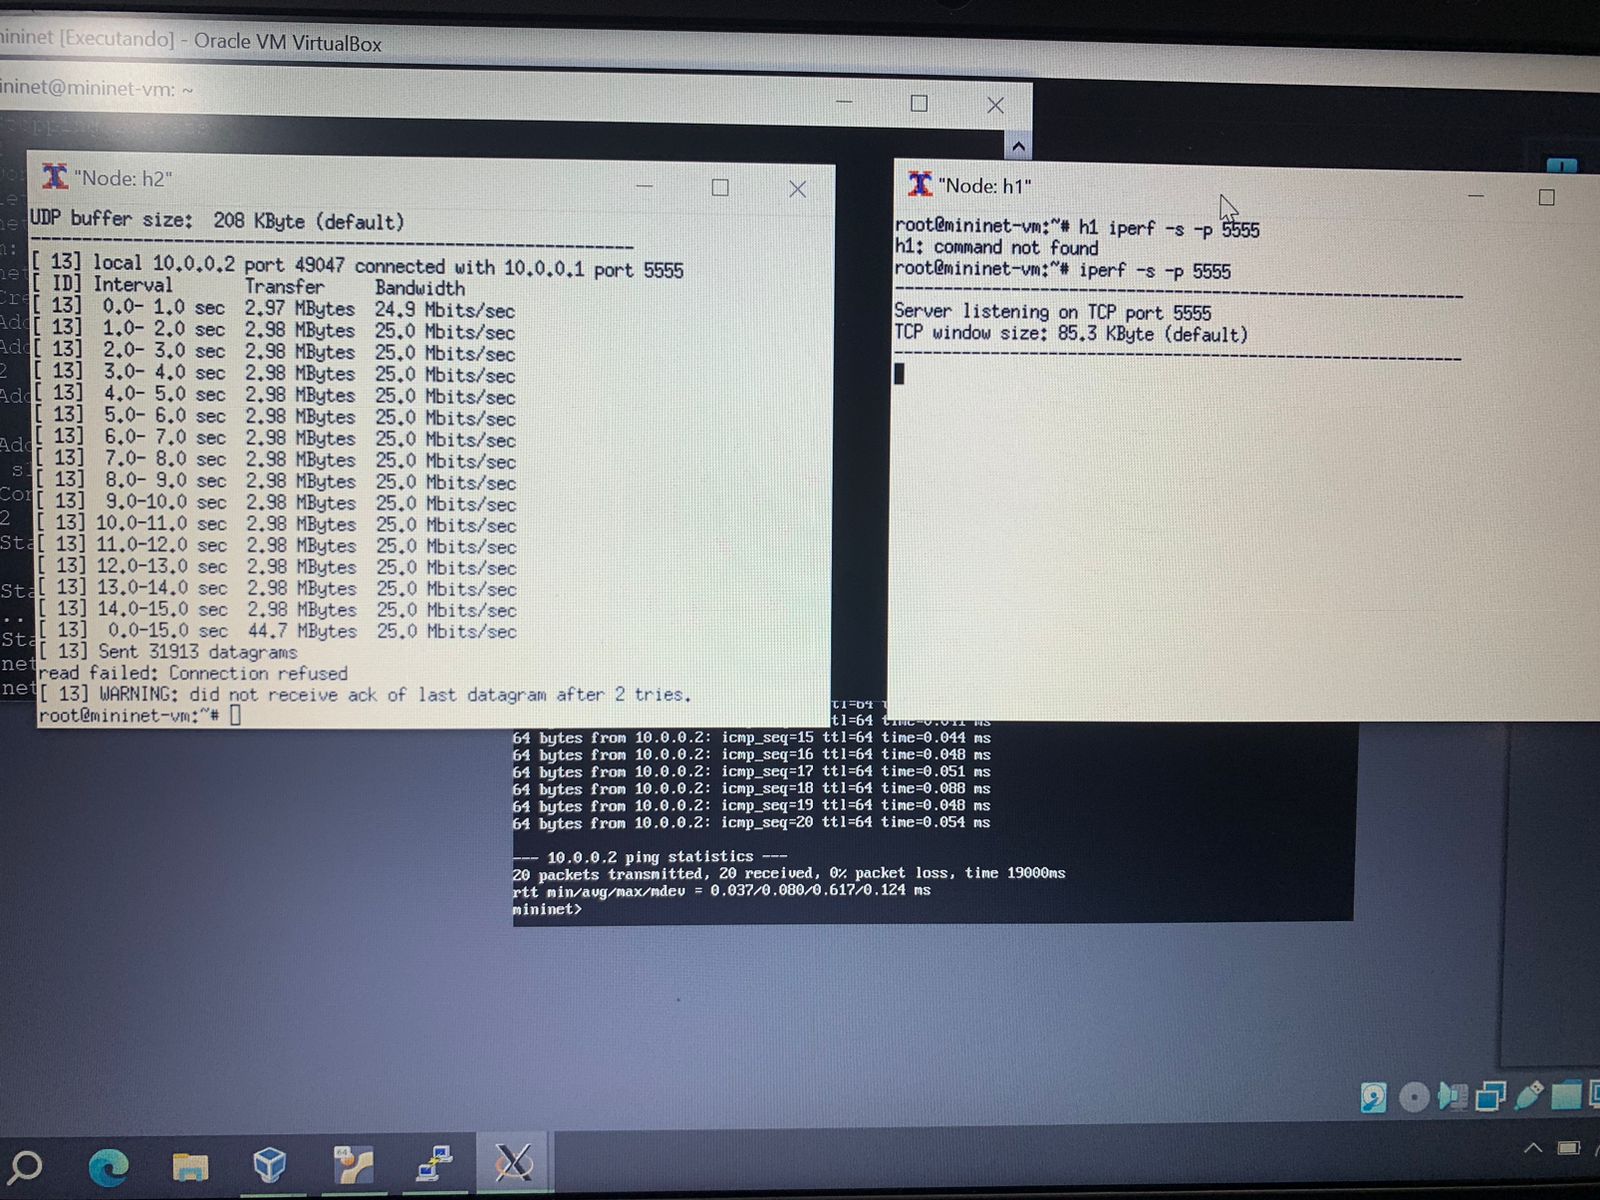 mininet [Executando] - Oracle VM VirtualBox
mininet@mininet-vm: ~
"Node: h2"
UDP buffer size:  208 KByte (default)
------------------------------------------------------------
[ 13] local 10.0.0.2 port 49047 connected with 10.0.0.1 port 5555
[ ID] Interval       Transfer     Bandwidth
[ 13]  0.0- 1.0 sec  2.97 MBytes  24.9 Mbits/sec
[ 13]  1.0- 2.0 sec  2.98 MBytes  25.0 Mbits/sec
[ 13]  2.0- 3.0 sec  2.98 MBytes  25.0 Mbits/sec
[ 13]  3.0- 4.0 sec  2.98 MBytes  25.0 Mbits/sec
[ 13]  4.0- 5.0 sec  2.98 MBytes  25.0 Mbits/sec
[ 13]  5.0- 6.0 sec  2.98 MBytes  25.0 Mbits/sec
[ 13]  6.0- 7.0 sec  2.98 MBytes  25.0 Mbits/sec
[ 13]  7.0- 8.0 sec  2.98 MBytes  25.0 Mbits/sec
[ 13]  8.0- 9.0 sec  2.98 MBytes  25.0 Mbits/sec
[ 13]  9.0-10.0 sec  2.98 MBytes  25.0 Mbits/sec
[ 13] 10.0-11.0 sec  2.98 MBytes  25.0 Mbits/sec
[ 13] 11.0-12.0 sec  2.98 MBytes  25.0 Mbits/sec
[ 13] 12.0-13.0 sec  2.98 MBytes  25.0 Mbits/sec
[ 13] 13.0-14.0 sec  2.98 MBytes  25.0 Mbits/sec
[ 13] 14.0-15.0 sec  2.98 MBytes  25.0 Mbits/sec
[ 13]  0.0-15.0 sec  44.7 MBytes  25.0 Mbits/sec
[ 13] Sent 31913 datagrams
read failed: Connection refused
[ 13] WARNING: did not receive ack of last datagram after 2 tries.
root@mininet-vm:~#
"Node: h1"
root@mininet-vm:~# h1 iperf -s -p 5555
h1: command not found
root@mininet-vm:~# iperf -s -p 5555
------------------------------------------------------------
Server listening on TCP port 5555
TCP window size: 85.3 KByte (default)
------------------------------------------------------------
64 bytes from 10.0.0.2: icmp_seq=15 ttl=64 time=0.044 ms
64 bytes from 10.0.0.2: icmp_seq=16 ttl=64 time=0.048 ms
64 bytes from 10.0.0.2: icmp_seq=17 ttl=64 time=0.051 ms
64 bytes from 10.0.0.2: icmp_seq=18 ttl=64 time=0.088 ms
64 bytes from 10.0.0.2: icmp_seq=19 ttl=64 time=0.048 ms
64 bytes from 10.0.0.2: icmp_seq=20 ttl=64 time=0.054 ms
--- 10.0.0.2 ping statistics ---
20 packets transmitted, 20 received, 0% packet loss, time 19000ms
rtt min/avg/max/mdev = 0.037/0.080/0.617/0.124 ms
mininet>